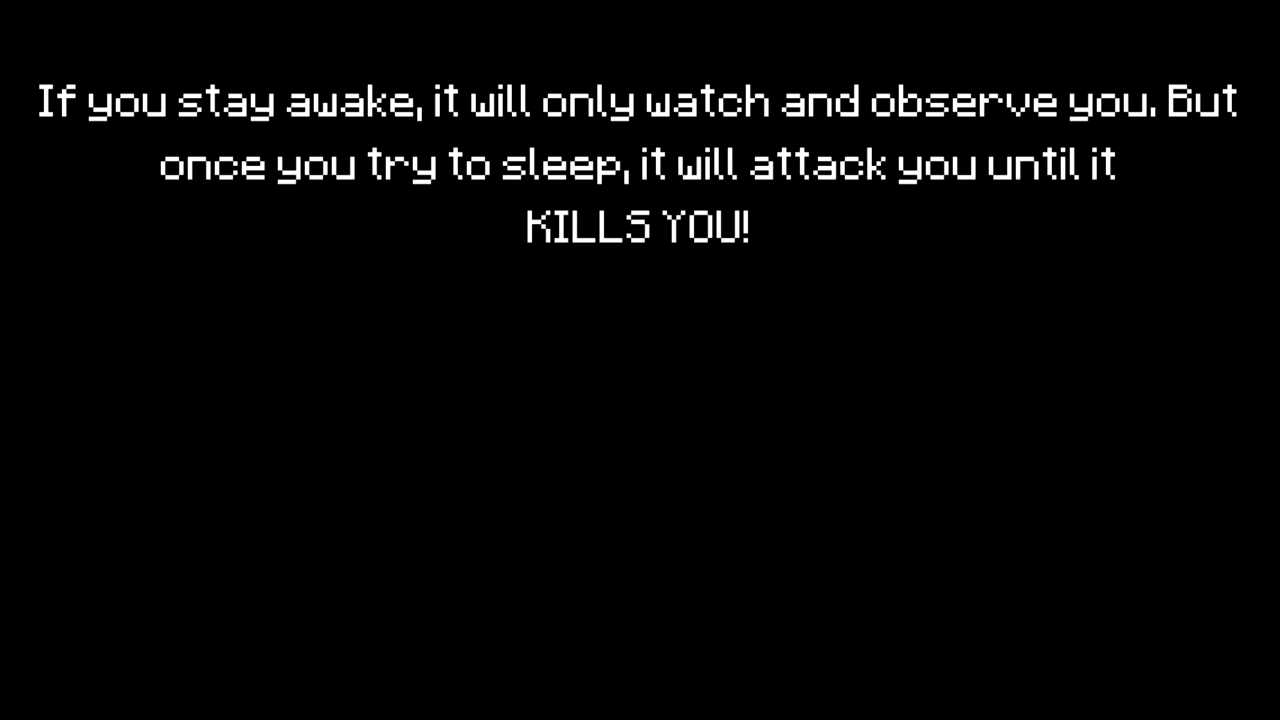 If you stay awake, it will only watch and observe you. But
once you try to sleep, it will attack you until it
KILLS YOU!